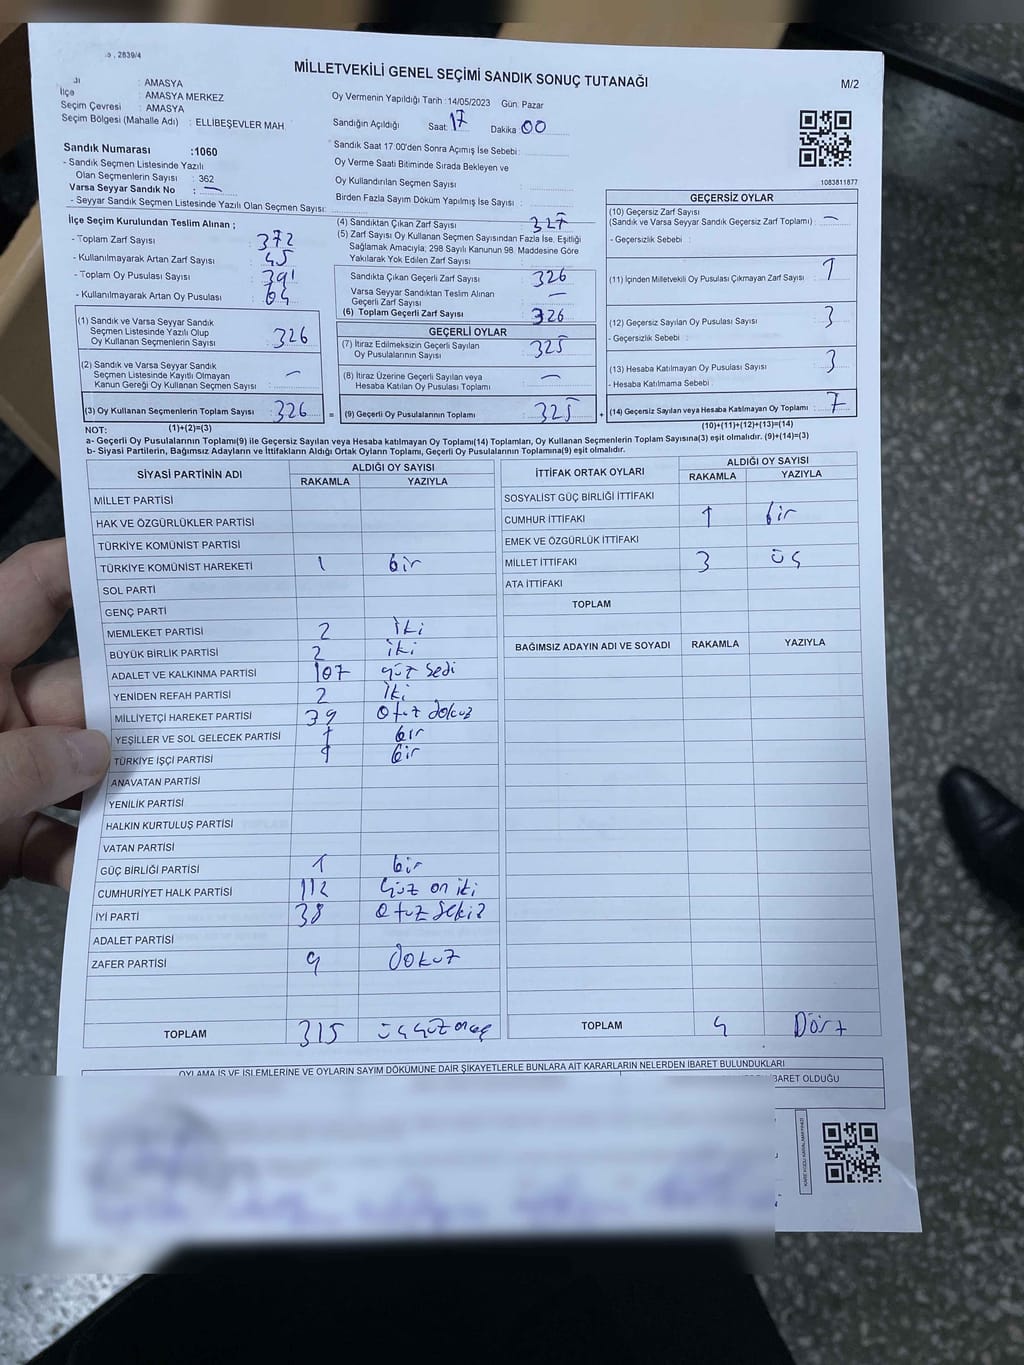 , 2839/4
MİLLETVEKİLİ GENEL SEÇİMİ SANDIK SONUÇ TUTANAĞI
M/2
: AMASYA
İlçe : AMASYA MERKEZ
Seçim Çevresi : AMASYA
Seçim Bölgesi (Mahalle Adı) : ELLİBEŞEVLER MAH
Oy Vermenin Yapıldığı Tarih : 14/05/2023 Gün: Pazar
Sandığın Açıldığı Saat: 17 Dakika 00
Sandık Saat 17:00'den Sonra Açımış İse Sebebi :
Oy Verme Saati Bitiminde Sırada Bekleyen ve
Oy Kullandırılan Seçmen Sayısı :
Birden Fazla Sayım Döküm Yapılmış İse Sayısı :
Sandık Numarası :1060
- Sandık Seçmen Listesinde Yazılı
Olan Seçmenlerin Sayısı : 362
Varsa Seyyar Sandık No : —
- Seyyar Sandık Seçmen Listesinde Yazılı Olan Seçmen Sayısı:
1083811877
İlçe Seçim Kurulundan Teslim Alınan ;
- Toplam Zarf Sayısı : 372
- Kullanılmayarak Artan Zarf Sayısı : 45
- Toplam Oy Pusulası Sayısı : 391
- Kullanılmayarak Artan Oy Pusulası : 64
(1) Sandık ve Varsa Seyyar Sandık
Seçmen Listesinde Yazılı Olup
Oy Kullanan Seçmenlerin Sayısı : 326
(2) Sandık ve Varsa Seyyar Sandık
Seçmen Listesinde Kayıtlı Olmayan
Kanun Gereği Oy Kullanan Seçmen Sayısı : —
(3) Oy Kullanan Seçmenlerin Toplam Sayısı : 326
(4) Sandıktan Çıkan Zarf Sayısı : 327
(5) Zarf Sayısı Oy Kullanan Seçmen Sayısından Fazla İse, Eşitliği
Sağlamak Amacıyla; 298 Sayılı Kanunun 98. Maddesine Göre
Yakılarak Yok Edilen Zarf Sayısı :
Sandıkta Çıkan Geçerli Zarf Sayısı : 326
Varsa Seyyar Sandıktan Teslim Alınan
Geçerli Zarf Sayısı : —
(6) Toplam Geçerli Zarf Sayısı : 326
GEÇERLİ OYLAR
(7) İtiraz Edilmeksizin Geçerli Sayılan
Oy Pusulalarının Sayısı : 325
(8) İtiraz Üzerine Geçerli Sayılan veya
Hesaba Katılan Oy Pusulası Toplamı : —
= (9) Geçerli Oy Pusulalarının Toplamı : 325
GEÇERSİZ OYLAR
(10) Geçersiz Zarf Sayısı
(Sandık ve Varsa Seyyar Sandık Geçersiz Zarf Toplamı) : —
- Geçersizlik Sebebi :
(11) İçinden Milletvekili Oy Pusulası Çıkmayan Zarf Sayısı : 1
(12) Geçersiz Sayılan Oy Pusulası Sayısı : 3
- Geçersizlik Sebebi :
(13) Hesaba Katılmayan Oy Pusulası Sayısı : 3
- Hesaba Katılmama Sebebi :
+ (14) Geçersiz Sayılan veya Hesaba Katılmayan Oy Toplamı : 7
NOT: (1)+(2)=(3)
(10)+(11)+(12)+(13)=(14)
a- Geçerli Oy Pusulalarının Toplamı(9) ile Geçersiz Sayılan veya Hesaba katılmayan Oy Toplamı(14) Toplamları, Oy Kullanan Seçmenlerin Toplam Sayısına(3) eşit olmalıdır. (9)+(14)=(3)
b- Siyasi Partilerin, Bağımsız Adayların ve İttifakların Aldığı Ortak Oyların Toplamı, Geçerli Oy Pusulalarının Toplamına(9) eşit olmalıdır.
SİYASİ PARTİNİN ADI ALDIĞI OY SAYISI
RAKAMLA YAZIYLA
MİLLET PARTİSİ
HAK VE ÖZGÜRLÜKLER PARTİSİ
TÜRKİYE KOMÜNİST PARTİSİ
TÜRKİYE KOMÜNİST HAREKETİ 1 bir
SOL PARTİ
GENÇ PARTİ
MEMLEKET PARTİSİ 2 İki
BÜYÜK BİRLİK PARTİSİ 2 iki
ADALET VE KALKINMA PARTİSİ 107 yüz yedi
YENİDEN REFAH PARTİSİ 2 İki
MİLLİYETÇİ HAREKET PARTİSİ 39 otuz dokuz
YEŞİLLER VE SOL GELECEK PARTİSİ 1 bir
TÜRKİYE İŞÇİ PARTİSİ 1 bir
ANAVATAN PARTİSİ
YENİLİK PARTİSİ
HALKIN KURTULUŞ PARTİSİ
VATAN PARTİSİ
GÜÇ BİRLİĞİ PARTİSİ 1 bir
CUMHURİYET HALK PARTİSİ 112 yüz on iki
İYİ PARTİ 38 otuz sekiz
ADALET PARTİSİ
ZAFER PARTİSİ 9 dokuz
TOPLAM 315 üç yüz onbeş
İTTİFAK ORTAK OYLARI ALDIĞI OY SAYISI
RAKAMLA YAZIYLA
SOSYALİST GÜÇ BİRLİĞİ İTTİFAKI
CUMHUR İTTİFAKI 1 bir
EMEK VE ÖZGÜRLÜK İTTİFAKI
MİLLET İTTİFAKI 3 üç
ATA İTTİFAKI
TOPLAM
BAĞIMSIZ ADAYIN ADI VE SOYADI RAKAMLA YAZIYLA
TOPLAM 4 Dört
OYLAMA İŞ VE İŞLEMLERİNE VE OYLARIN SAYIM DÖKÜMÜNE DAİR ŞİKAYETLERLE BUNLARA AİT KARARLARIN NELERDEN İBARET BULUNDUKLARI
İBARET OLDUĞU